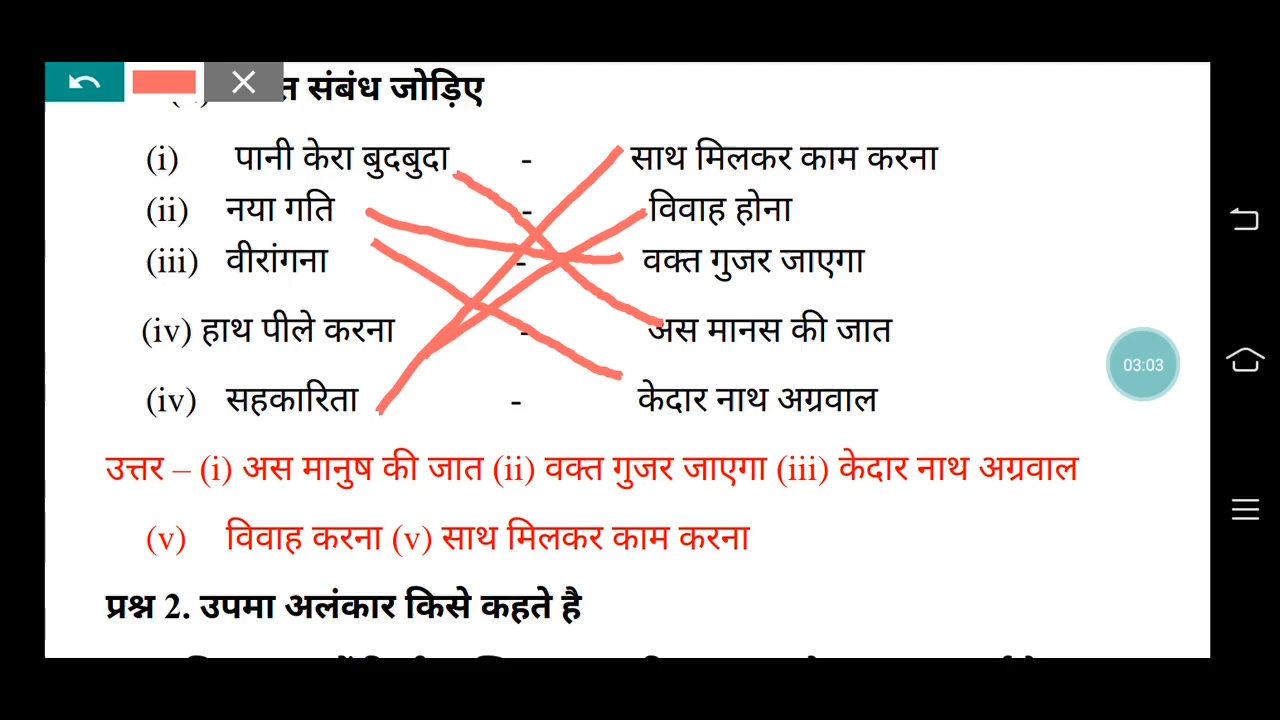 त संबंध जोड़िए
(i) पानी केरा बुदबुदा - साथ मिलकर काम करना
(ii) नया गति - विवाह होना
(iii) वीरांगना - वक्त गुजर जाएगा
(iv) हाथ पीले करना - अस मानस की जात
(iv) सहकारिता - केदार नाथ अग्रवाल
उत्तर – (i) अस मानुष की जात (ii) वक्त गुजर जाएगा (iii) केदार नाथ अग्रवाल
(v) विवाह करना (v) साथ मिलकर काम करना
प्रश्न 2. उपमा अलंकार किसे कहते है
03:03